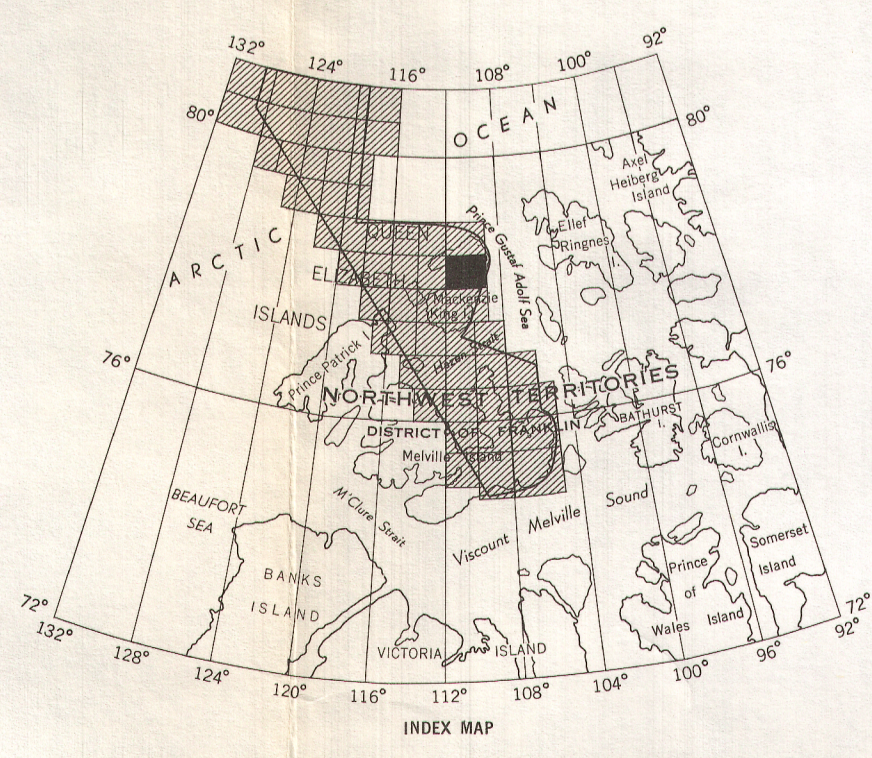 132°
124°
116°
108°
100°
92°
80°
80°
OCEAN
Axel
Heiberg
Island
Ellef
Ringnes
I.
Prince Gustaf Adolf Sea
QUEEN
ARCTIC
ELIZABETH
Mackenzie
King I.
ISLANDS
Prince Patrick I.
Hazen Strait
76°
76°
NORTHWEST TERRITORIES
DISTRICT OF FRANKLIN
BATHURST
I.
Cornwallis
I.
Melville Island
BEAUFORT
SEA
M'Clure Strait
Viscount Melville Sound
Somerset
Island
Prince
of
Wales Island
BANKS
ISLAND
VICTORIA ISLAND
72°
72°
132°
128°
124°
120°
116°
112°
108°
104°
100°
96°
92°
INDEX MAP